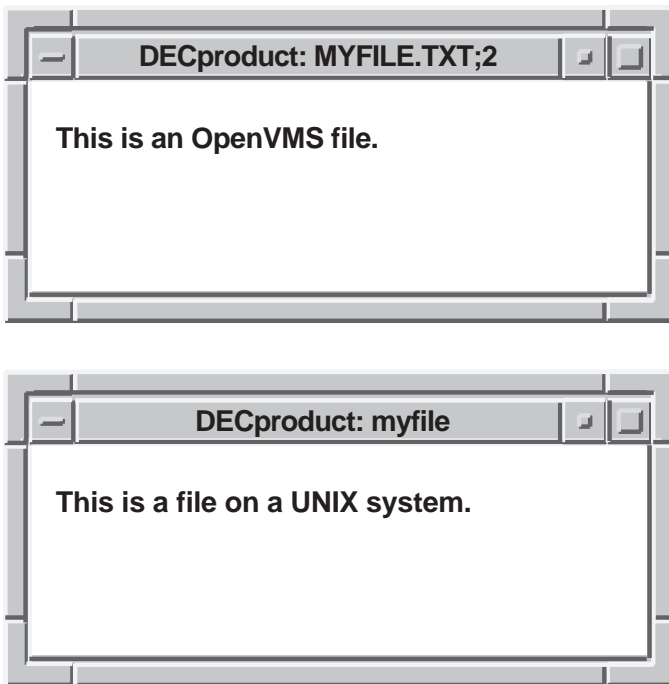 DECproduct: MYFILE.TXT;2
This is an OpenVMS file.
DECproduct: myfile
This is a file on a UNIX system.